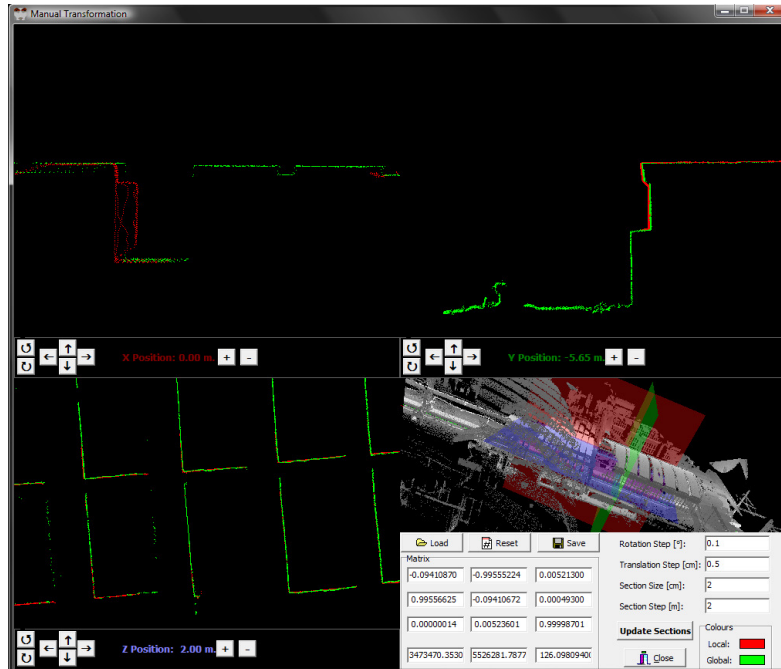 Manual Transformation
X Position: 0.00 m. + -
Y Position: -5.65 m. + -
Load Reset Save
Matrix
-0.09410870 -0.99555224 0.00521300
0.99556625 -0.09410672 0.00049300
0.00000014 0.00523601 0.99998701
3473470.3530 5526281.7877 126.09809400
Rotation Step [º]: 0.1
Translation Step [cm]: 0.5
Section Size [cm]: 2
Section Step [m]: 2
Update Sections
Close
Colours
Local:
Global:
Z Position: 2.00 m. + -